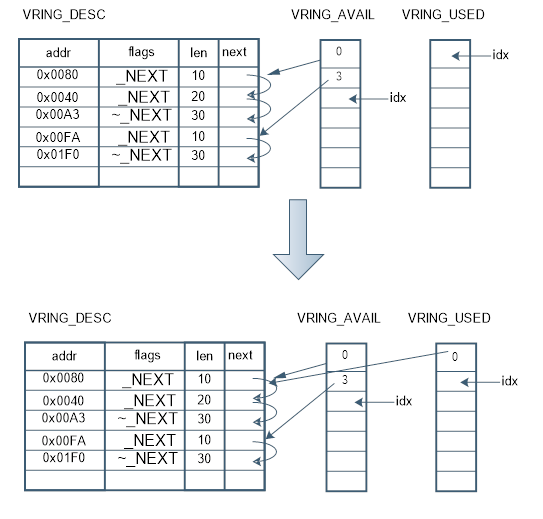 VRING_DESC VRING_AVAIL VRING_USED
addr flags len next
0x0080 _NEXT 10
0x0040 _NEXT 20
0x00A3 ~_NEXT 30
0x00FA _NEXT 10
0x01F0 ~_NEXT 30
0
3
idx
idx
VRING_DESC VRING_AVAIL VRING_USED
addr flags len next
0x0080 _NEXT 10
0x0040 _NEXT 20
0x00A3 ~_NEXT 30
0x00FA _NEXT 10
0x01F0 ~_NEXT 30
0
3
idx
0
idx